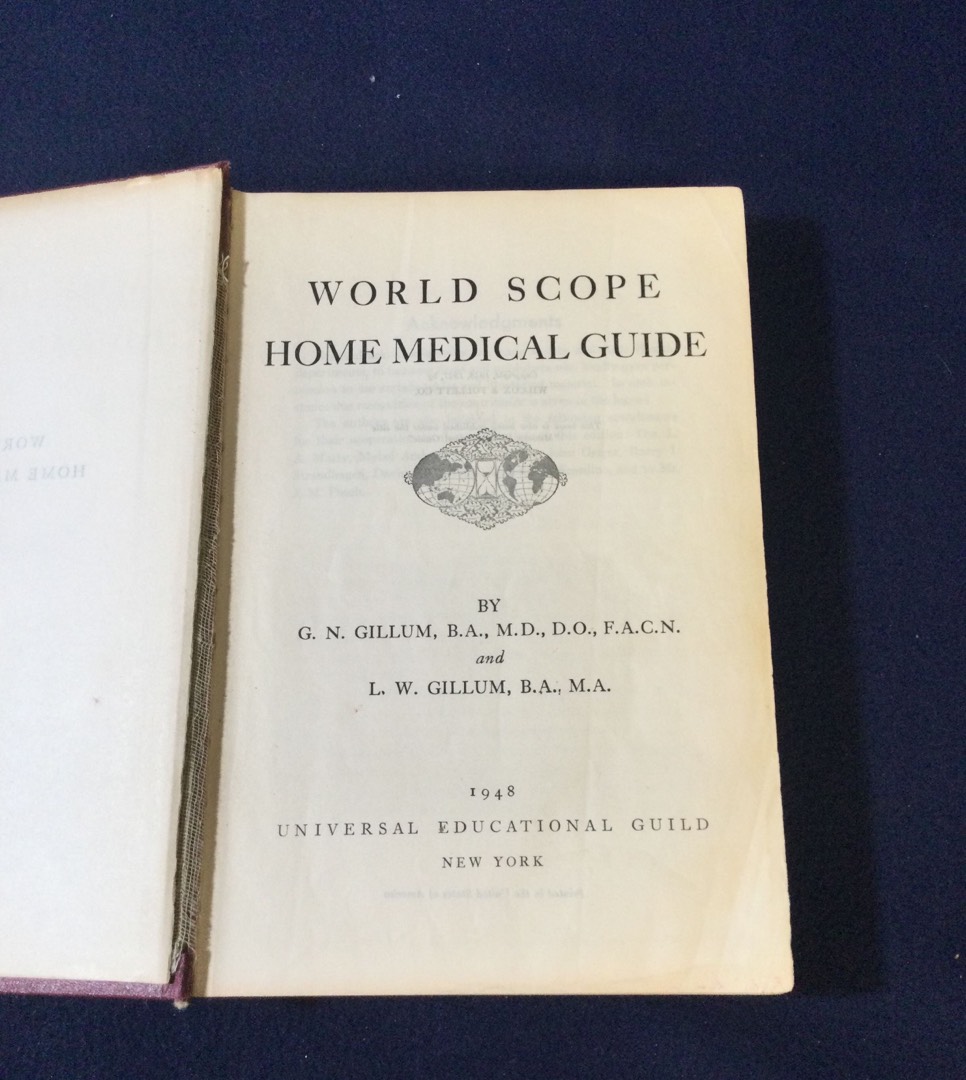 WORLD SCOPE
HOME MEDICAL GUIDE
BY
G. N. GILLUM, B.A., M.D., D.O., F.A.C.N.
and
L. W. GILLUM, B.A., M.A.
1948
UNIVERSAL EDUCATIONAL GUILD
NEW YORK